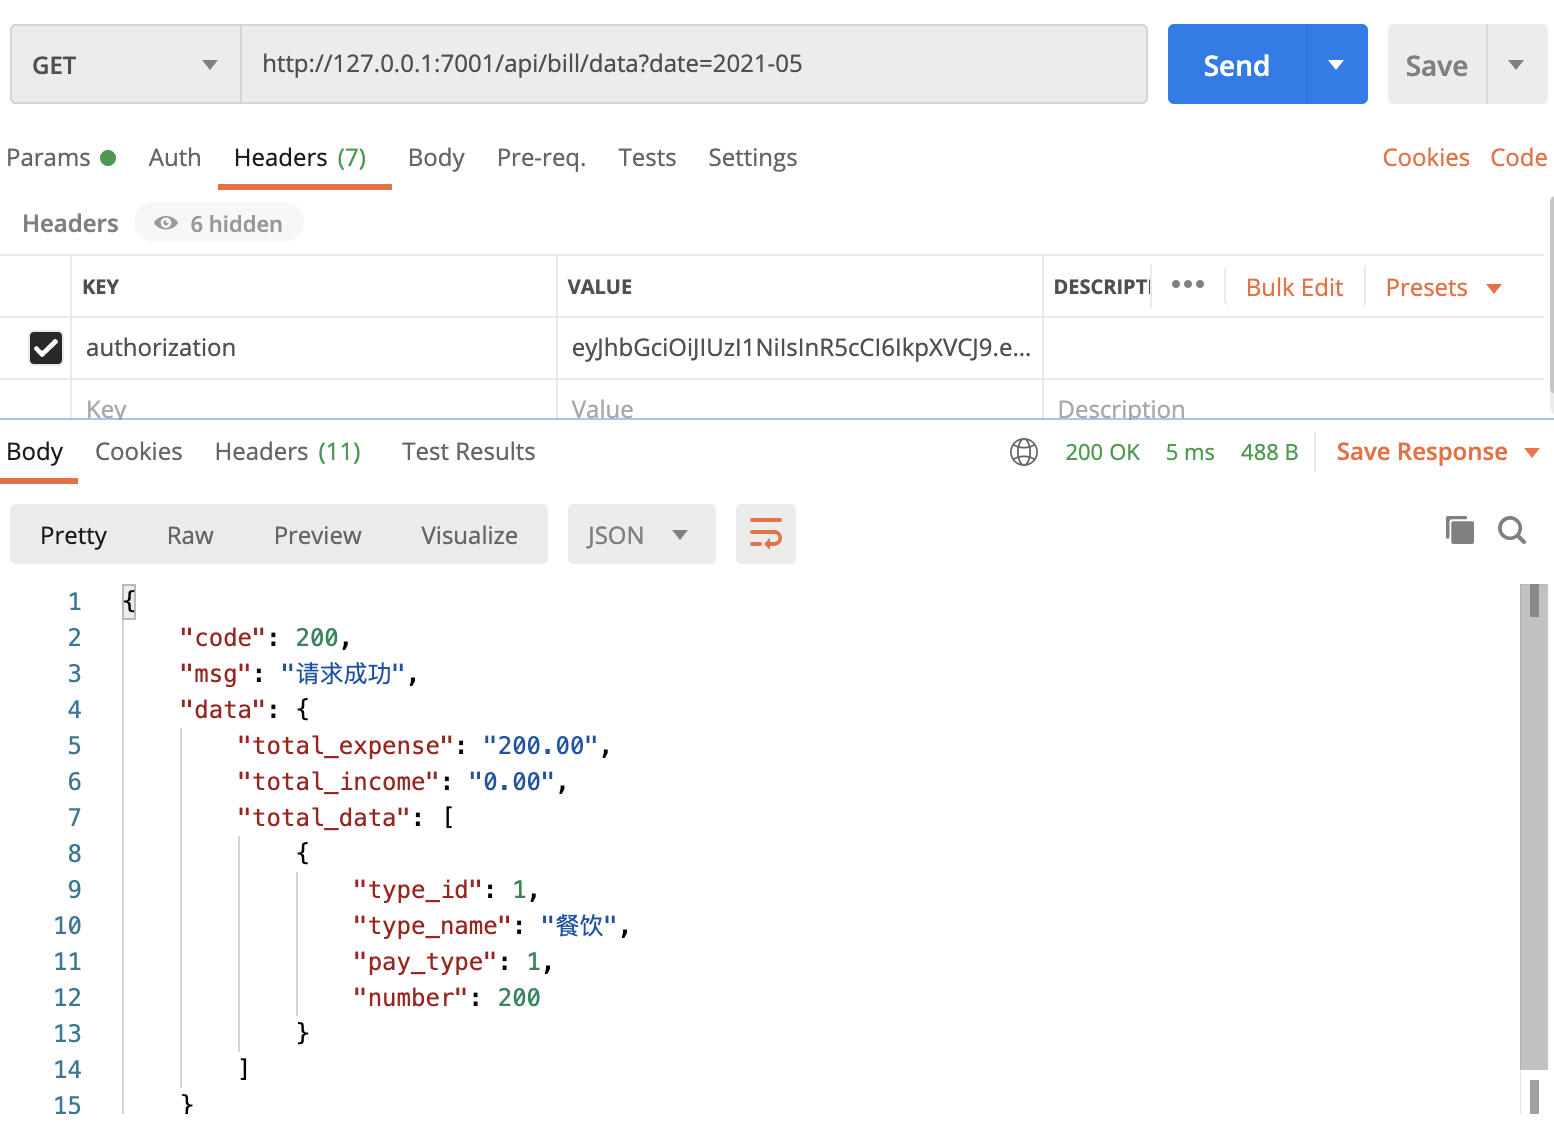 GET http://127.0.0.1:7001/api/bill/data?date=2021-05 Send Save
Params Auth Headers (7) Body Pre-req. Tests Settings Cookies Code
Headers 6 hidden
KEY VALUE DESCRIPTI ••• Bulk Edit Presets
authorization eyJhbGciOiJIUzI1NiIsInR5cCI6IkpXVCJ9.e...
Key Value Description
Body Cookies Headers (11) Test Results 200 OK 5 ms 488 B Save Response
Pretty Raw Preview Visualize JSON
1 {
2 "code": 200,
3 "msg": "请求成功",
4 "data": {
5 "total_expense": "200.00",
6 "total_income": "0.00",
7 "total_data": [
8 {
9 "type_id": 1,
10 "type_name": "餐饮",
11 "pay_type": 1,
12 "number": 200
13 }
14 ]
15 }